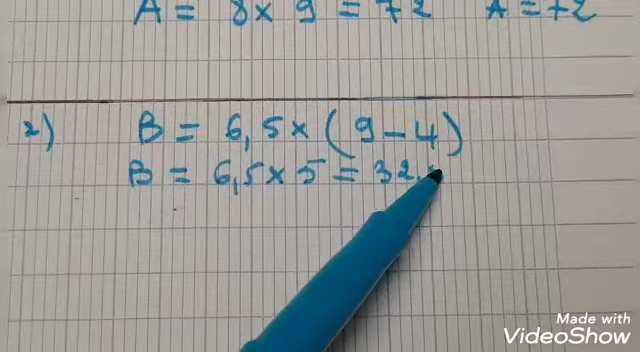 A = 8 × 9 = 72 A = 72
2) B = 6,5 × ( 9 - 4 )
B = 6,5 × 5 = 32,
Made with
VideoShow